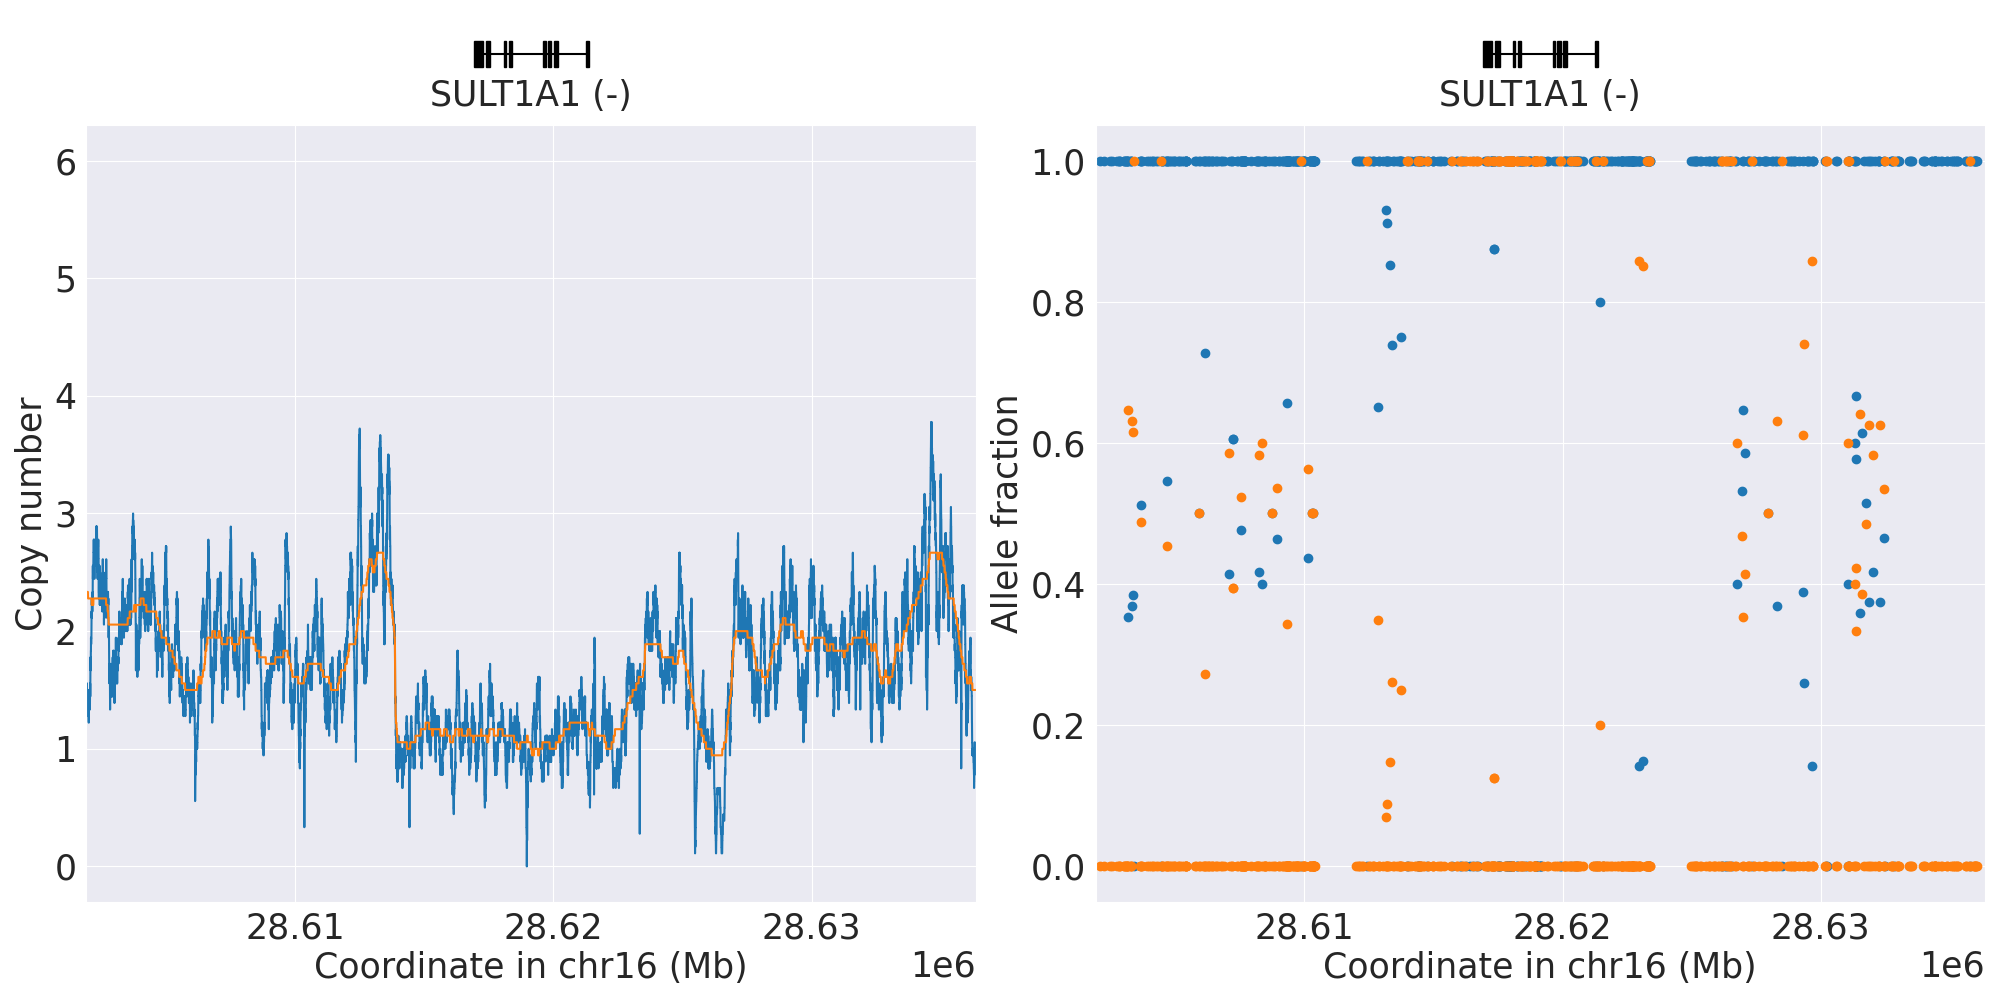 SULT1A1 (-)
Copy number
6
5
4
3
2
1
0
28.61 28.62 28.63
Coordinate in chr16 (Mb) 1e6
SULT1A1 (-)
Allele fraction
1.0
0.8
0.6
0.4
0.2
0.0
28.61 28.62 28.63
Coordinate in chr16 (Mb) 1e6